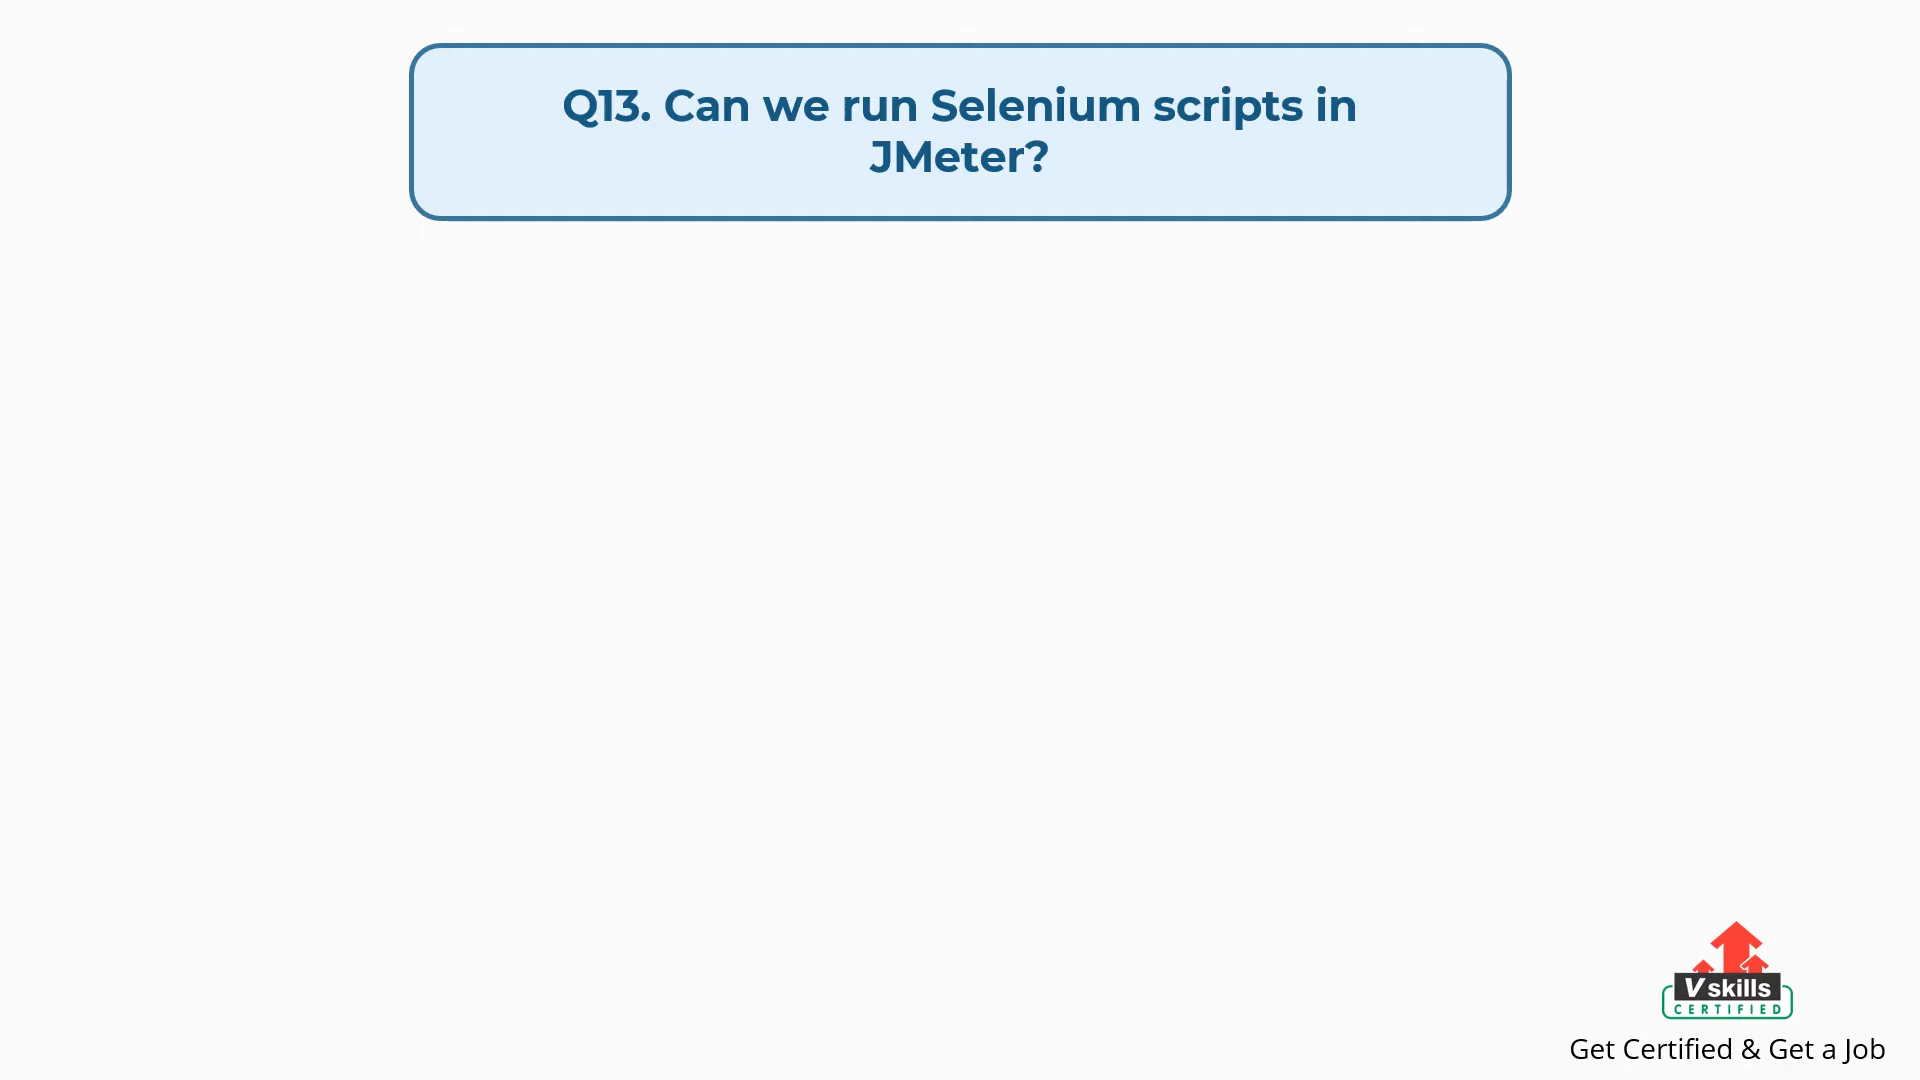 Q13. Can we run Selenium scripts in
JMeter?
Vskills
CERTIFIED
Get Certified & Get a Job